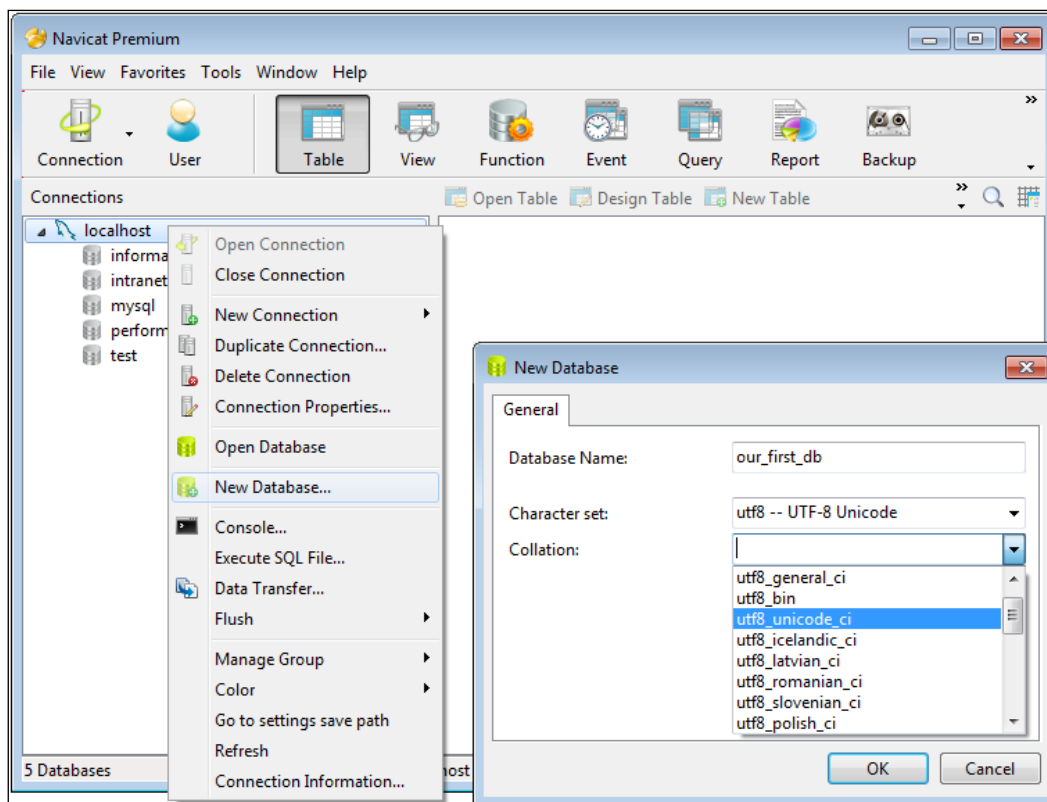 Navicat Premium
File View Favorites Tools Window Help
Connection User Table View Function Event Query Report Backup
Connections
Open Table Design Table New Table
localhost
informa
intranet
mysql
perform
test
Open Connection
Close Connection
New Connection
Duplicate Connection...
Delete Connection
Connection Properties...
Open Database
New Database...
Console...
Execute SQL File...
Data Transfer...
Flush
Manage Group
Color
Go to settings save path
Refresh
Connection Information...
5 Databases
host
New Database
General
Database Name: our_first_db
Character set: utf8 -- UTF-8 Unicode
Collation:
utf8_general_ci
utf8_bin
utf8_unicode_ci
utf8_icelandic_ci
utf8_latvian_ci
utf8_romanian_ci
utf8_slovenian_ci
utf8_polish_ci
OK Cancel